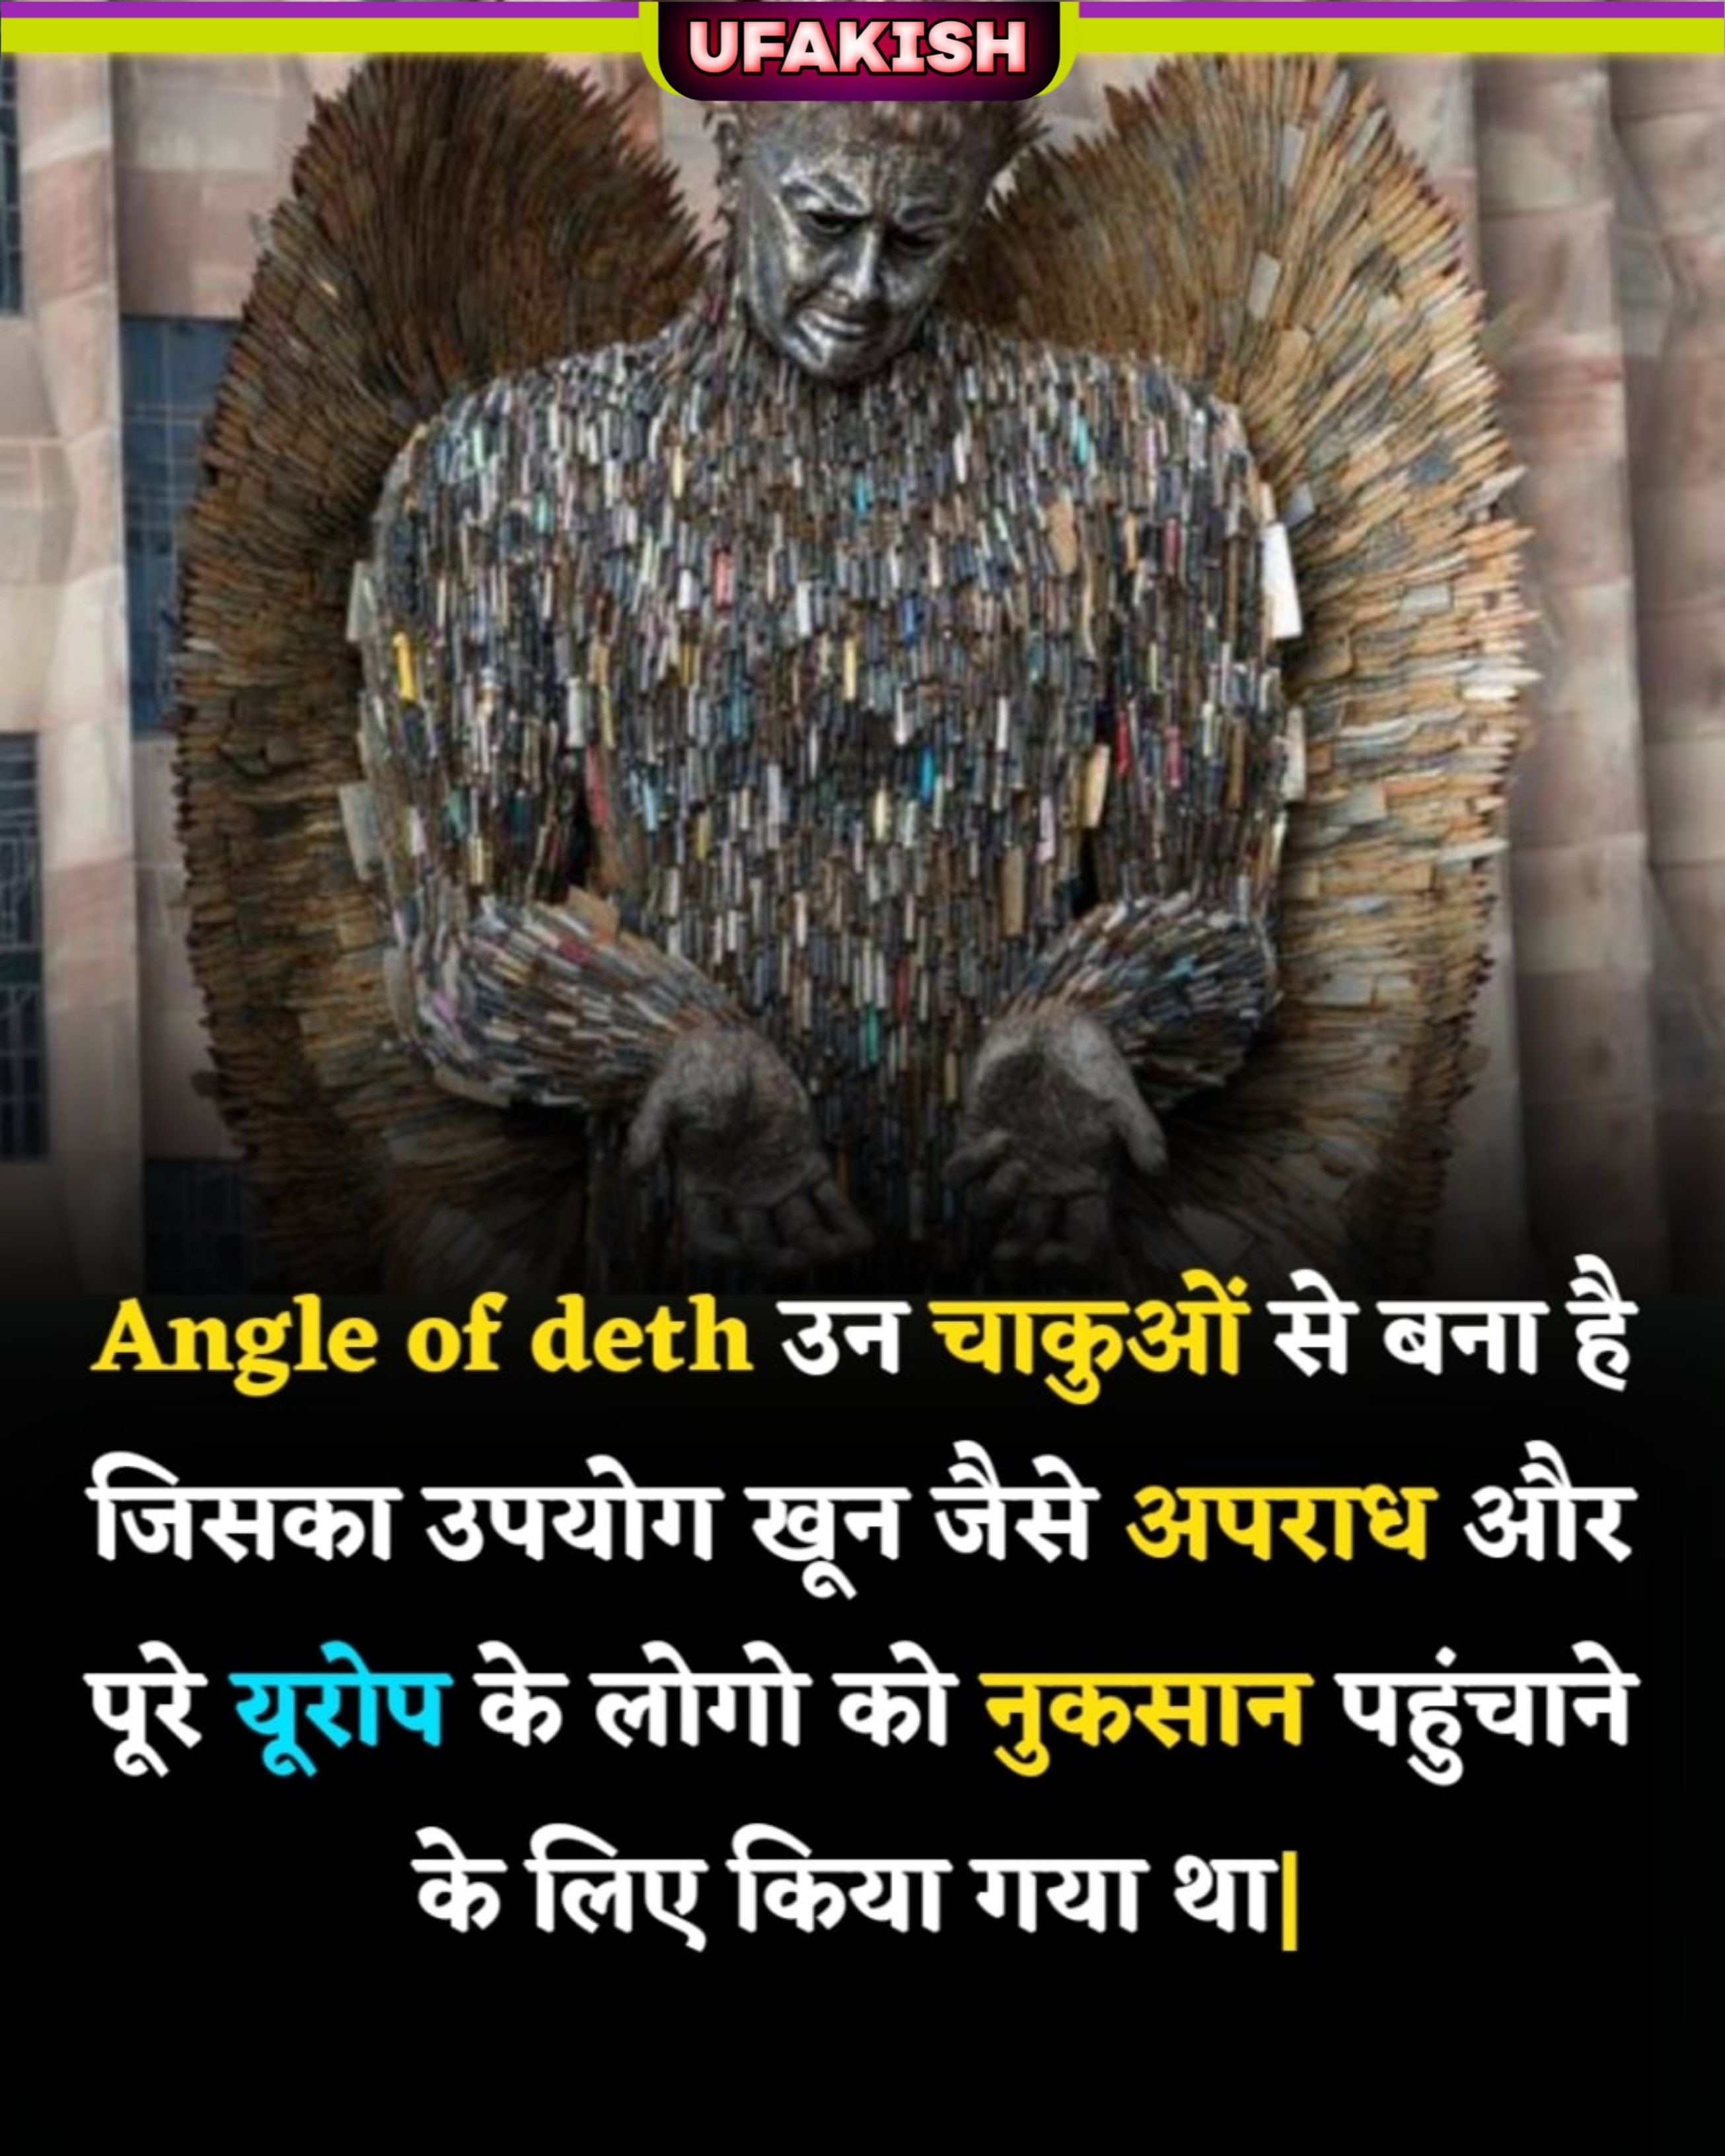 UFAKISH
Angle of deth उन चाकुओं से बना है
जिसका उपयोग खून जैसे अपराध और
पूरे यूरोप के लोगो को नुकसान पहुंचाने
के लिए किया गया था|